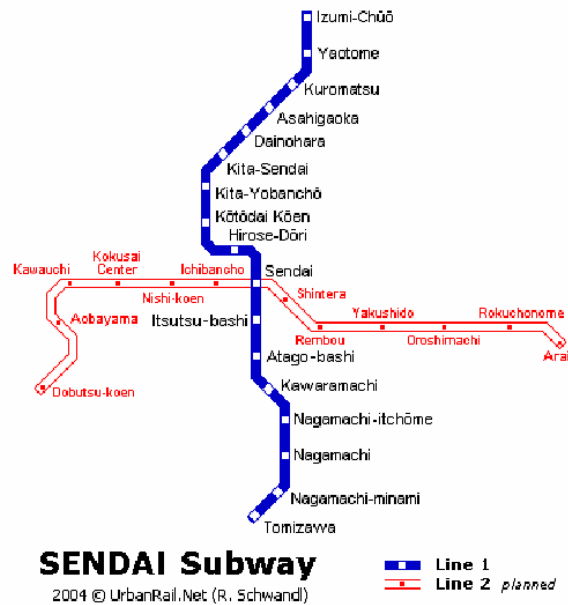 Izumi-Chūō
Yaotome
Kuromatsu
Asahigaoka
Dainohara
Kita-Sendai
Kita-Yobanchō
Kōtōdai Kōen
Hirose-Dōri
Kawauchi
Kokusai
Center
Nishi-koen
Ichibancho
Sendai
Shintera
Aobayama
Itsutsu-bashi
Rembou
Yakushido
Oroshimachi
Rokuchonome
Arai
Atago-bashi
Dobutsu-koen
Kawaramachi
Nagamachi-itchōme
Nagamachi
Nagamachi-minami
Tomizawa
SENDAI Subway
2004 © UrbanRail.Net (R. Schwandl)
Line 1
Line 2 planned